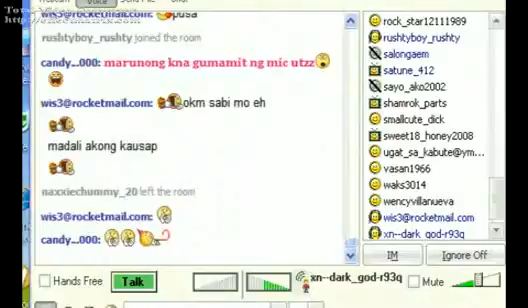 Voice
wis3@rocketmail.com: pusa
rushtyboy_rushty joined the room
candy...000: marunong kna gumamit ng mic utzz
wis3@rocketmail.com: okm sabi mo eh
madali akong kausap
naxxiechummy_20 left the room
wis3@rocketmail.com:
candy...000:
rock_star12111989
rushtyboy_rushty
salongaem
satune_412
sayo_ako2002
shamrok_parts
smallcute_dick
sweet18_honey2008
ugat_sa_kabute@ym...
vasan1966
waks3014
wencyvillanueva
wis3@rocketmail.com
xn--dark_god-r93q
IM
Ignore Off
Hands Free
Talk
xn--dark_god-r93q
Mute